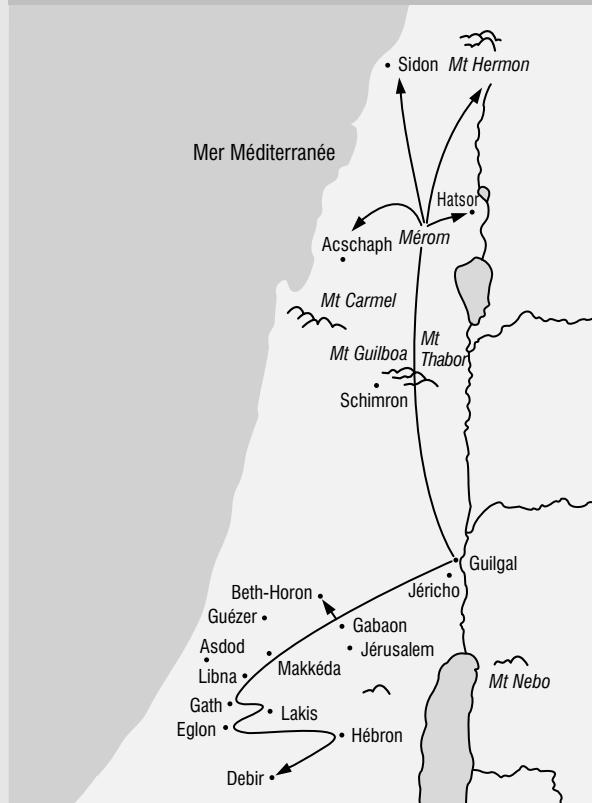 Sidon
Mt Hermon
Mer Méditerranée
Hatsor
Acschaph
Mérom
Mt Carmel
Mt Guilboa
Mt
Thabor
Schimron
Guilgal
Jéricho
Beth-Horon
Guézer
Gabaon
Asdod
Jérusalem
Makkéda
Libna
Mt Nebo
Gath
Lakis
Eglon
Hébron
Debir